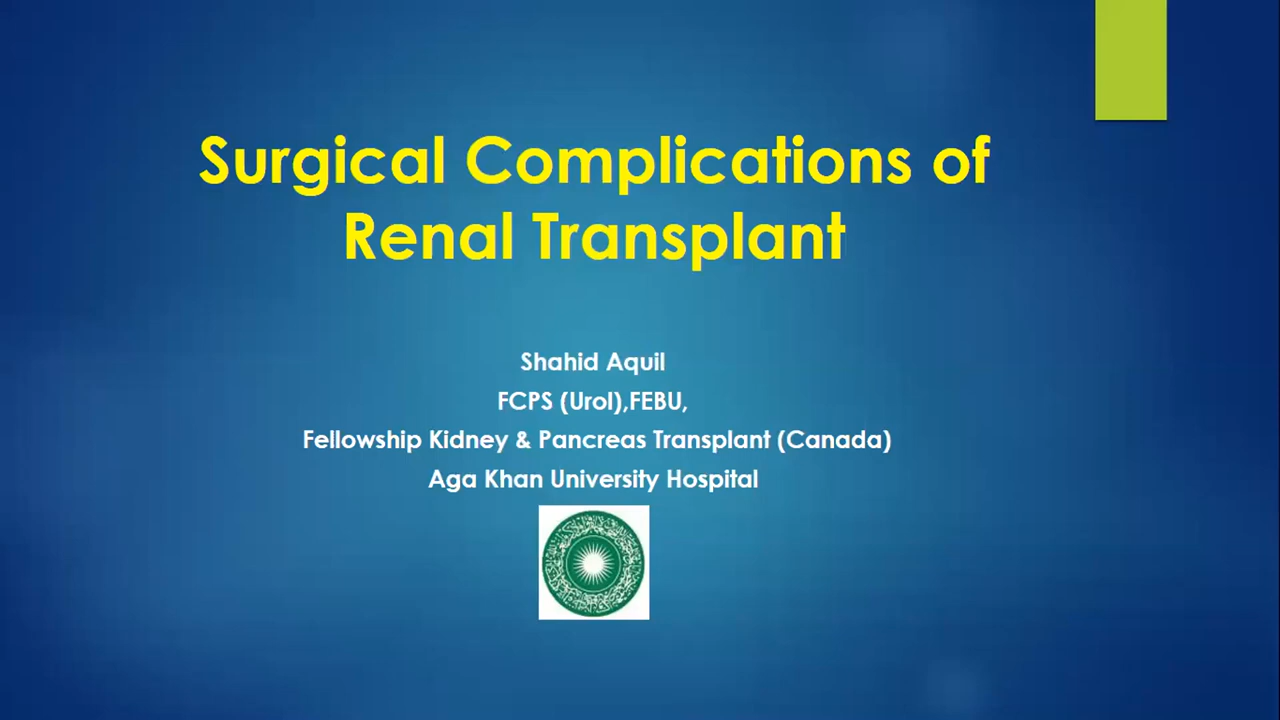 Surgical Complications of
Renal Transplant
Shahid Aquil
FCPS (Urol),FEBU,
Fellowship Kidney & Pancreas Transplant (Canada)
Aga Khan University Hospital